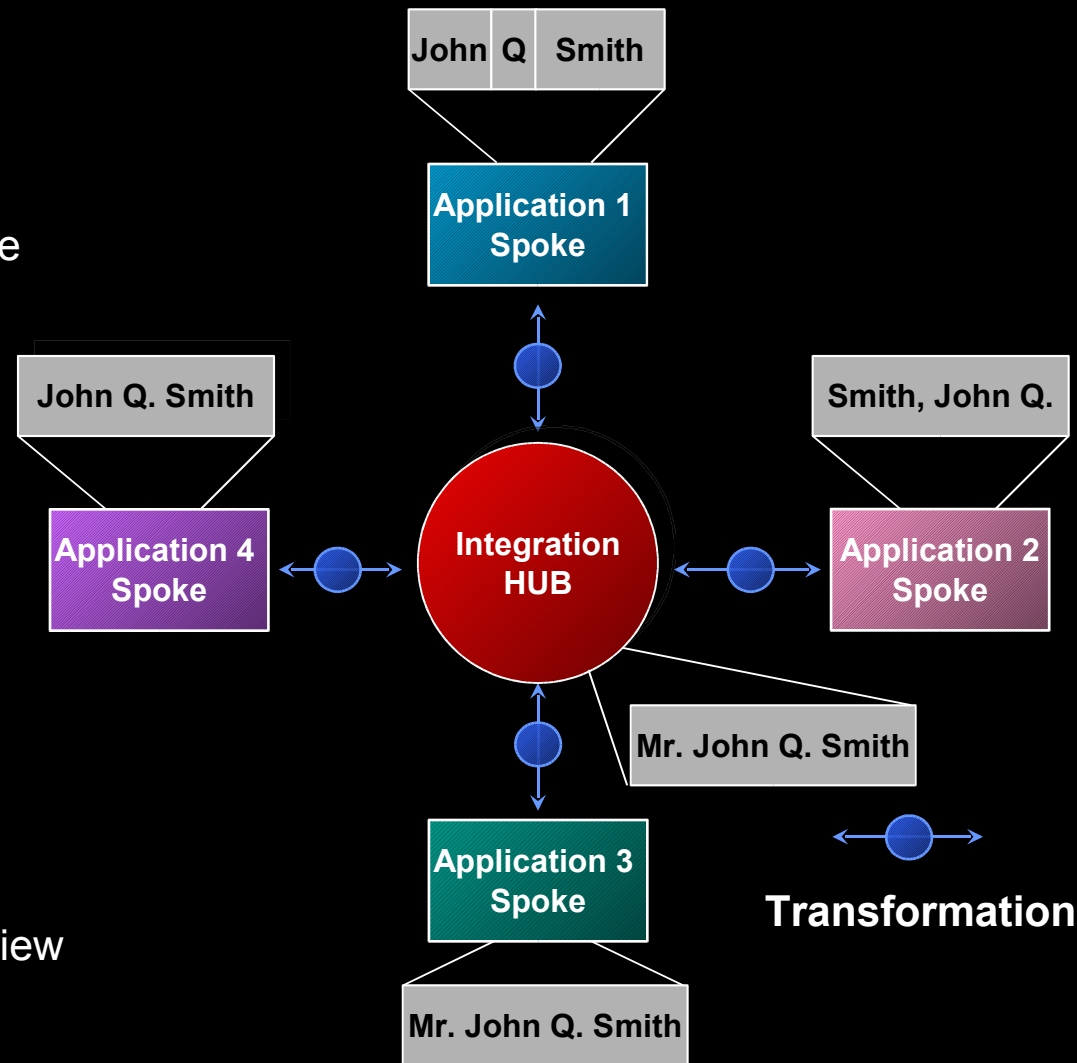 John Q Smith
Application 1
Spoke
e
John Q. Smith
Smith, John Q.
Application 4
Spoke
Integration
HUB
Application 2
Spoke
Mr. John Q. Smith
Application 3
Spoke
Transformation
iew
Mr. John Q. Smith